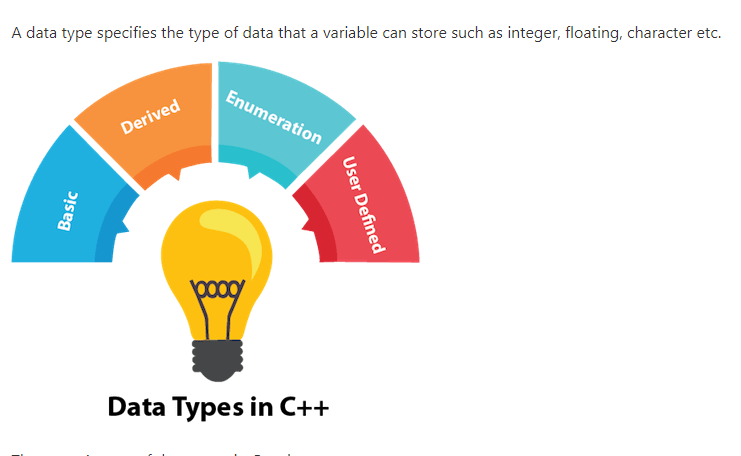 A data type specifies the type of data that a variable can store such as integer, floating, character etc.
Basic
Derived
Enumeration
User Defined
Data Types in C++